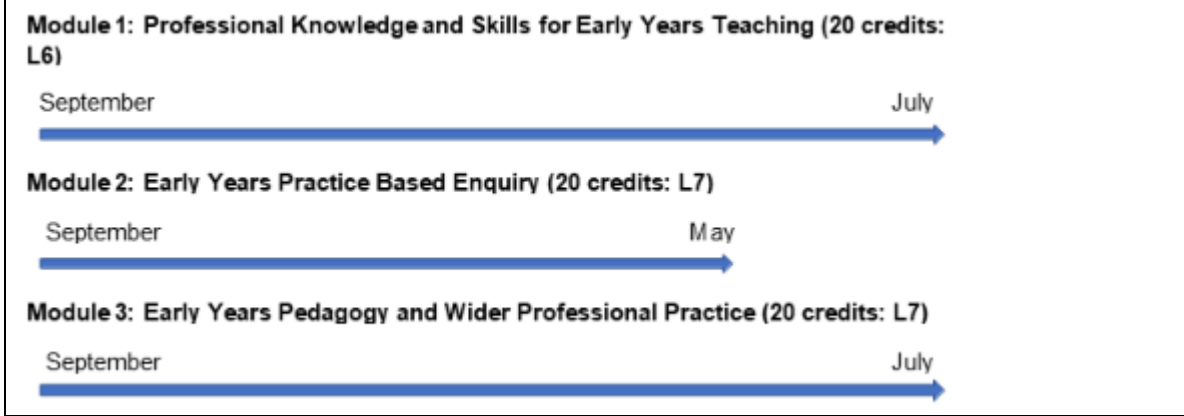 Module 1: Professional Knowledge and Skills for Early Years Teaching (20 credits:
L6)
September July
Module 2: Early Years Practice Based Enquiry (20 credits: L7)
September May
Module 3: Early Years Pedagogy and Wider Professional Practice (20 credits: L7)
September July